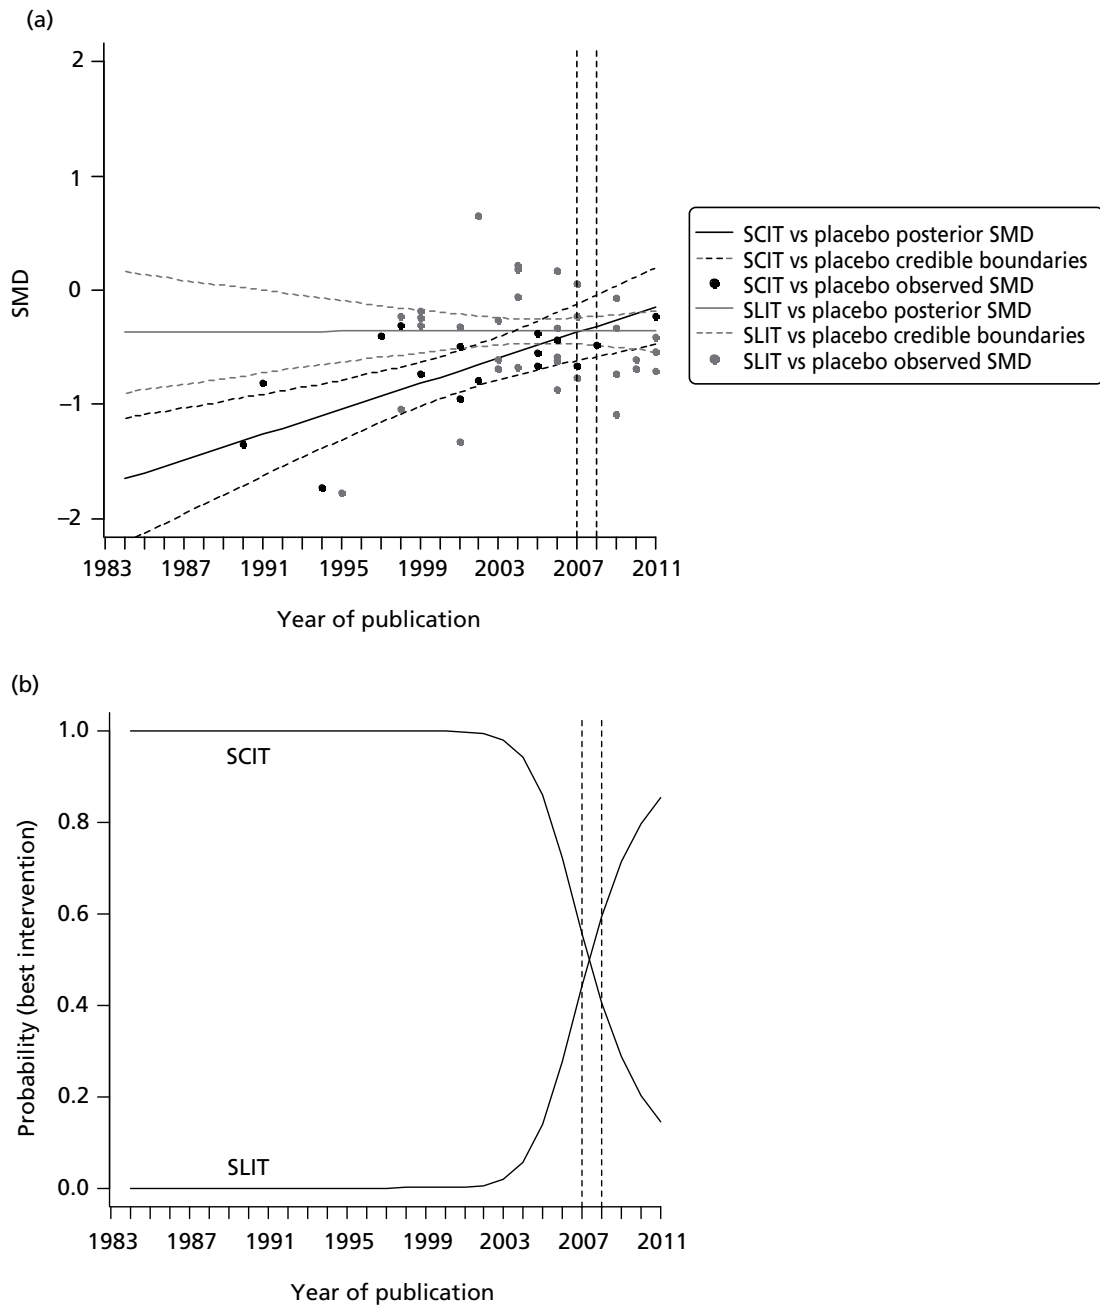 (a)
2
1
0
−1
−2
SMD
1983 1987 1991 1995 1999 2003 2007 2011
Year of publication
SCIT vs placebo posterior SMD
SCIT vs placebo credible boundaries
SCIT vs placebo observed SMD
SLIT vs placebo posterior SMD
SLIT vs placebo credible boundaries
SLIT vs placebo observed SMD
(b)
1.0
0.8
0.6
0.4
0.2
0.0
Probability (best intervention)
SCIT
SLIT
1983 1987 1991 1995 1999 2003 2007 2011
Year of publication